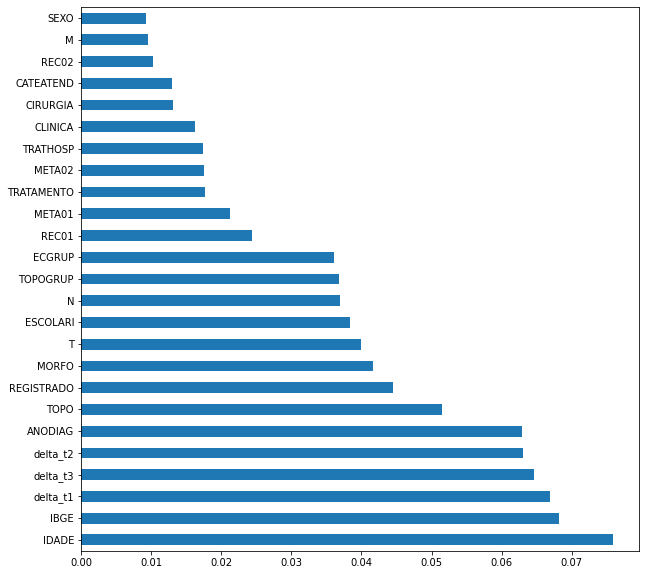 SEXO
M
REC02
CATEATEND
CIRURGIA
CLINICA
TRATHOSP
META02
TRATAMENTO
META01
REC01
ECGRUP
TOPOGRUP
N
ESCOLARI
T
MORFO
REGISTRADO
TOPO
ANODIAG
delta_t2
delta_t3
delta_t1
IBGE
IDADE
0.00 0.01 0.02 0.03 0.04 0.05 0.06 0.07